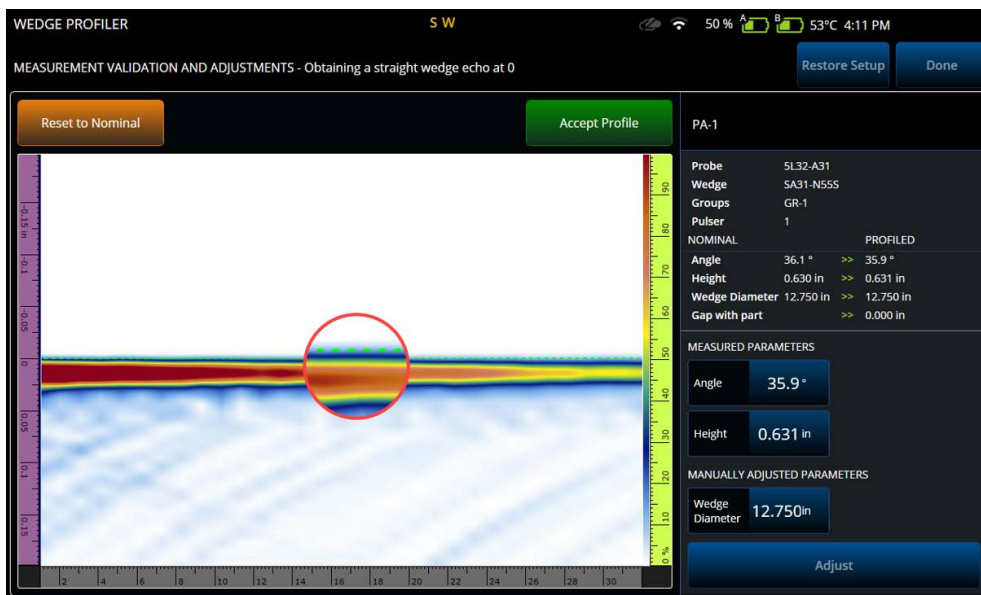 WEDGE PROFILER
S W
50 % A B 53°C 4:11 PM
MEASUREMENT VALIDATION AND ADJUSTMENTS - Obtaining a straight wedge echo at 0
Restore Setup
Done
Reset to Nominal
Accept Profile
PA-1
Probe 5L32-A31
Wedge SA31-N55S
Groups GR-1
Pulser 1
NOMINAL PROFILED
Angle 36.1 ° >> 35.9 °
Height 0.630 in >> 0.631 in
Wedge Diameter 12.750 in >> 12.750 in
Gap with part >> 0.000 in
MEASURED PARAMETERS
Angle 35.9 °
Height 0.631 in
MANUALLY ADJUSTED PARAMETERS
Wedge
Diameter 12.750in
Adjust
-0.15 in
-0.1
-0.05
0
0.05
0.1
0.15
90
80
70
60
50
40
30
20
10
0 %
2 4 6 8 10 12 14 16 18 20 22 24 26 28 30